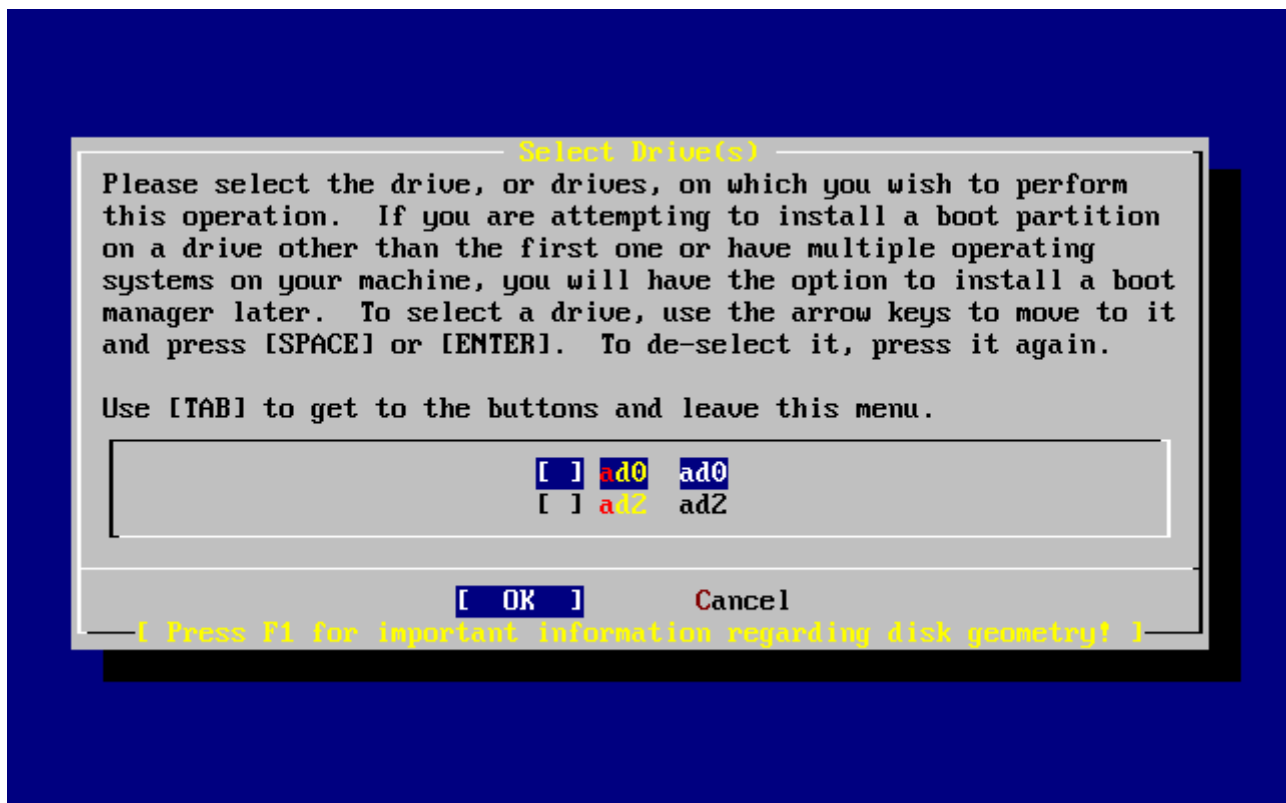 Select Drive(s)
Please select the drive, or drives, on which you wish to perform
this operation.  If you are attempting to install a boot partition
on a drive other than the first one or have multiple operating
systems on your machine, you will have the option to install a boot
manager later.  To select a drive, use the arrow keys to move to it
and press [SPACE] or [ENTER].  To de-select it, press it again.
Use [TAB] to get to the buttons and leave this menu.
[ ] ad0  ad0
[ ] ad2  ad2
[  OK  ]       Cancel
[ Press F1 for important information regarding disk geometry! ]